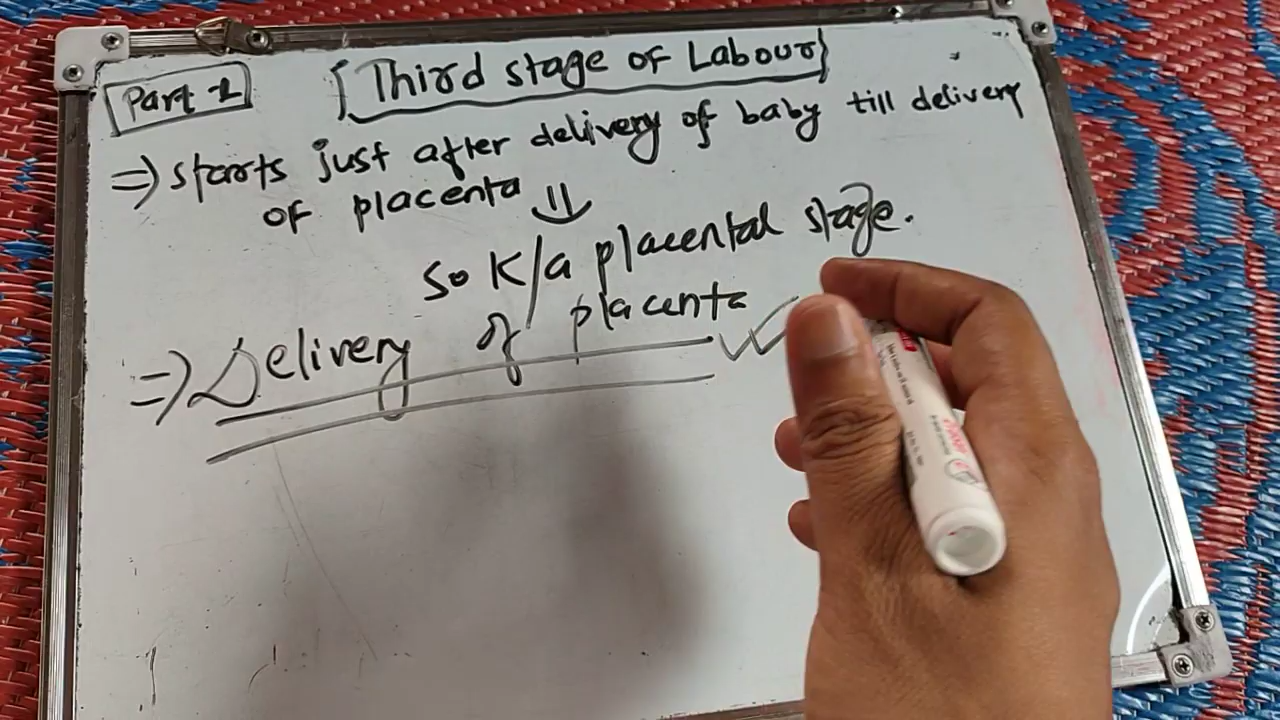 Part-1
{Third stage of Labour}
=> starts just after delivery of baby till delivery
of placenta
so K/a placental stage.
=> Delivery of placenta